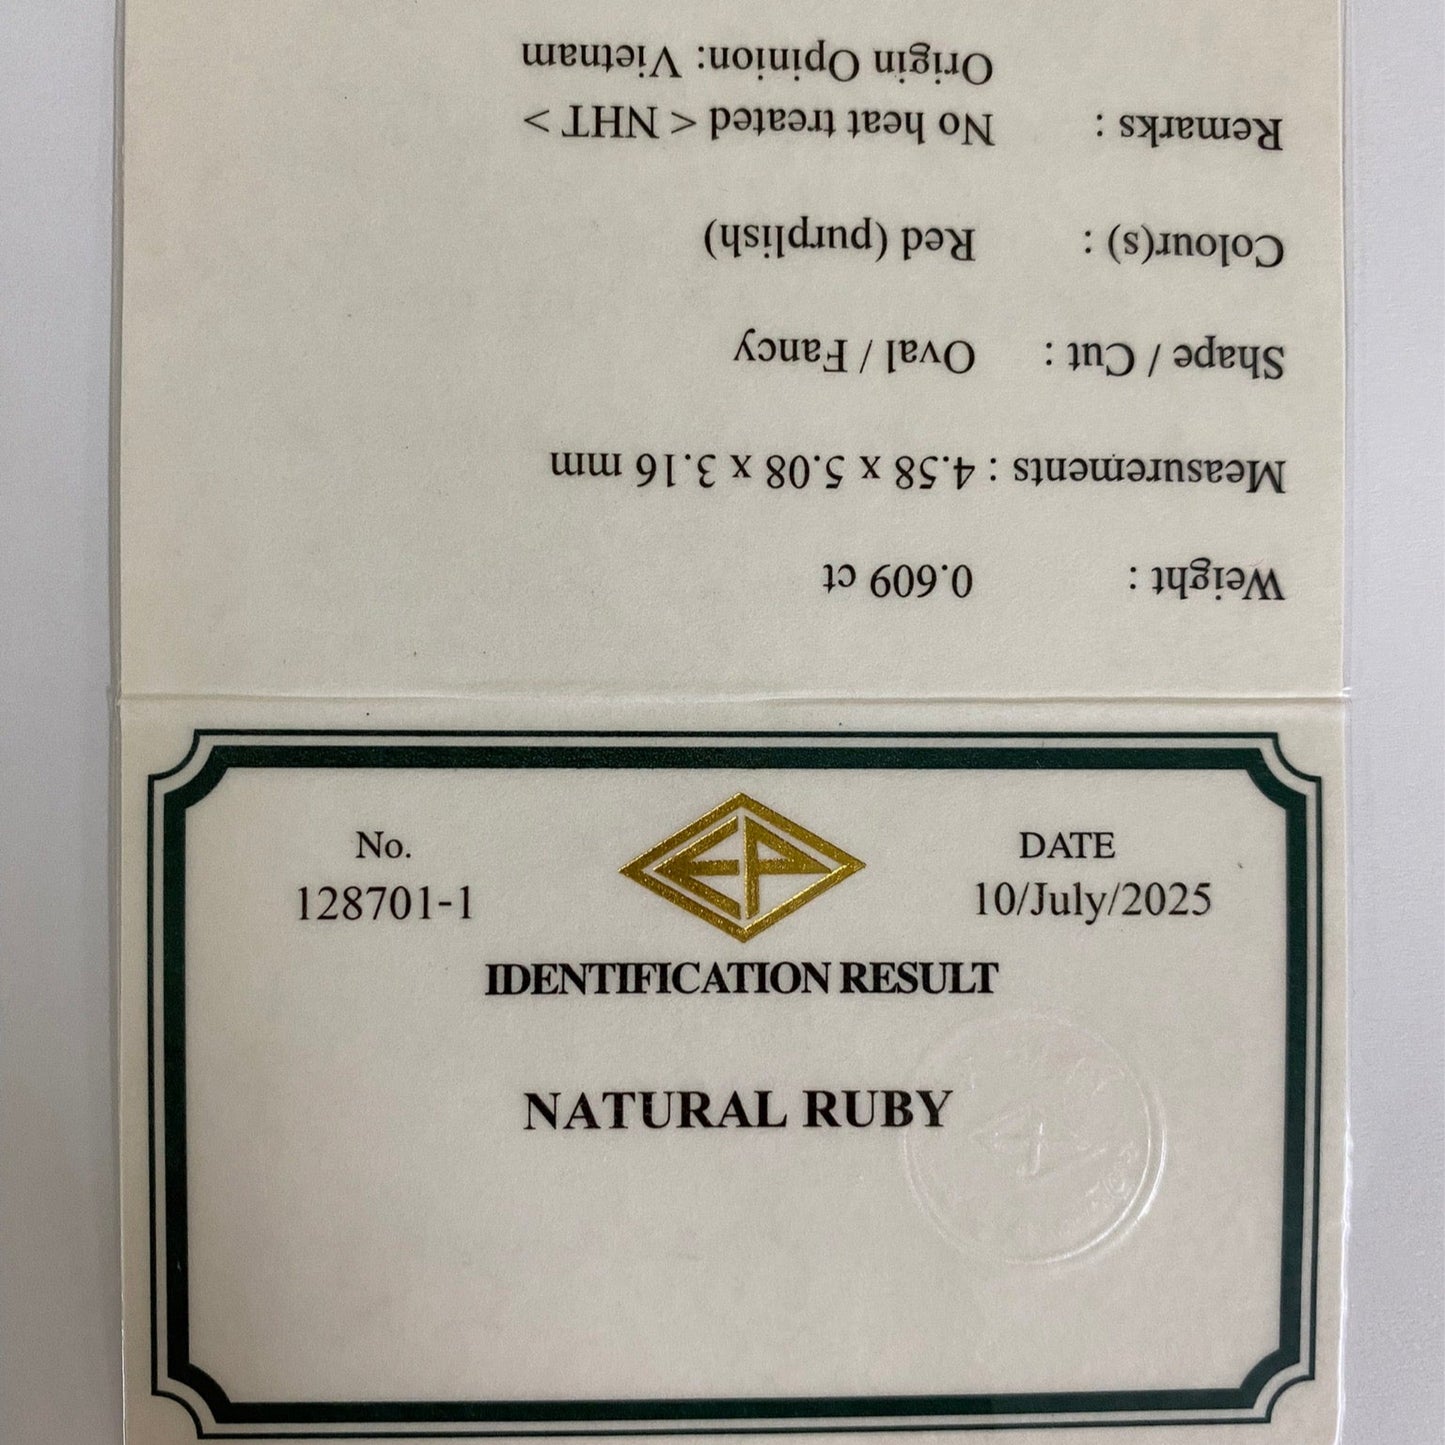 No.
128701-1
EP
DATE
10/July/2025
IDENTIFICATION RESULT
NATURAL RUBY
Weight : 0.609 ct
Measurements : 4.58 x 5.08 x 3.16 mm
Shape / Cut : Oval / Fancy
Colour(s) : Red (purplish)
Remarks : No heat treated < NHT >
Origin Opinion: Vietnam